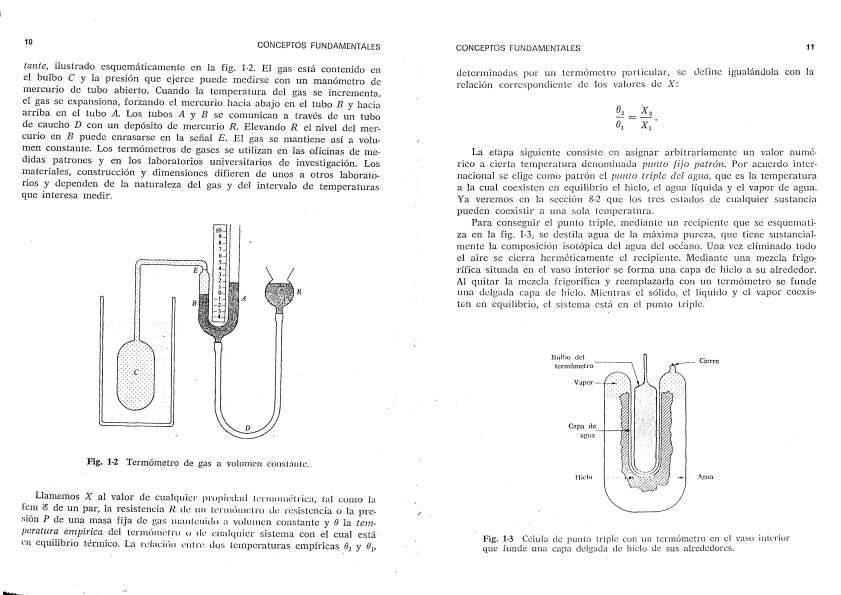 10
CONCEPTOS FUNDAMENTALES
tante, ilustrado esquemáticamente en la fig. 1-2. El gas está contenido en
el bulbo C y la presión que ejerce puede medirse con un manómetro de
mercurio de tubo abierto. Cuando la temperatura del gas se incrementa,
el gas se expansiona, forzando el mercurio hacia abajo en el tubo B y hacia
arriba en el tubo A. Los tubos A y B se comunican a través de un tubo
de caucho D con un depósito de mercurio R. Elevando R el nivel del mer-
curio en B puede enrasarse en la señal E. El gas se mantiene así a volu-
men constante. Los termómetros de gases se utilizan en las oficinas de me-
didas patrones y en los laboratorios universitarios de investigación. Los
materiales, construcción y dimensiones difieren de unos a otros laborato-
rios y dependen de la naturaleza del gas y del intervalo de temperaturas
que interesa medir.
10
9
8
7
6
5
4
3
2
1
0
-1
-2
-3
-4
E
B
A
R
C
D
Fig. 1-2 Termómetro de gas a volumen constante.
Llamemos X al valor de cualquier propiedad termométrica, tal como la
fem ℰ de un par, la resistencia R de un termómetro de resistencia o la pre-
sión P de una masa fija de gas mantenido a volumen constante y θ la tem-
peratura empírica del termómetro o de cualquier sistema con el cual está
en equilibrio térmico. La relación entre dos temperaturas empíricas θ₂ y θ₁,
CONCEPTOS FUNDAMENTALES
11
determinadas por un termómetro particular, se define igualándola con la
relación correspondiente de los valores de X:
θ₂/θ₁ = X₂/X₁.
La etapa siguiente consiste en asignar arbitrariamente un valor numé-
rico a cierta temperatura denominada punto fijo patrón. Por acuerdo inter-
nacional se elige como patrón el punto triple del agua, que es la temperatura
a la cual coexisten en equilibrio el hielo, el agua líquida y el vapor de agua.
Ya veremos en la sección 8-2 que los tres estados de cualquier sustancia
pueden coexistir a una sola temperatura.
Para conseguir el punto triple, mediante un recipiente que se esquemati-
za en la fig. 1-3, se destila agua de la máxima pureza, que tiene sustancial-
mente la composición isotópica del agua del océano. Una vez eliminado todo
el aire se cierra herméticamente el recipiente. Mediante una mezcla frigo-
rífica situada en el vaso interior se forma una capa de hielo a su alrededor.
Al quitar la mezcla frigorífica y reemplazarla con un termómetro se funde
una delgada capa de hielo. Mientras el sólido, el líquido y el vapor coexis-
ten en equilibrio, el sistema está en el punto triple.
Bulbo del
termómetro
Cierre
Vapor
Capa de
agua
Hielo
Agua
Fig. 1-3 Célula de punto triple con un termómetro en el vaso interior
que funde una capa delgada de hielo de sus alrededores.